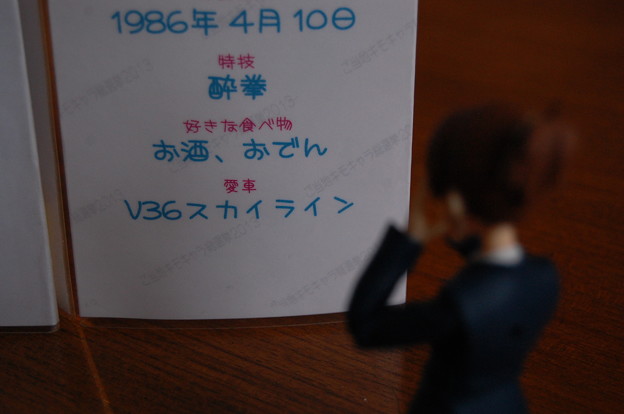 1986年 4月 10日
特技
酔拳
好きな食べ物
お酒、おでん
愛車
V36スカイライン